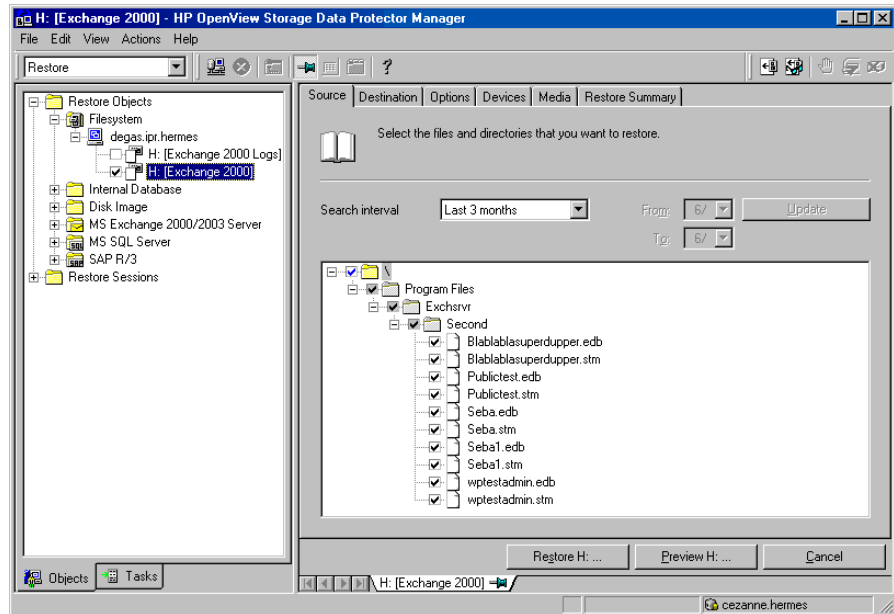 H: [Exchange 2000] - HP OpenView Storage Data Protector Manager
File Edit View Actions Help
Restore
Restore Objects
Filesystem
degas.ipr.hermes
H: [Exchange 2000 Logs]
H: [Exchange 2000]
Internal Database
Disk Image
MS Exchange 2000/2003 Server
MS SQL Server
SAP R/3
Restore Sessions
Objects Tasks
Source Destination Options Devices Media Restore Summary
Select the files and directories that you want to restore.
Search interval Last 3 months From: 6/ Update
To: 6/
\
Program Files
Exchsrvr
Second
Blablablasuperdupper.edb
Blablablasuperdupper.stm
Publictest.edb
Publictest.stm
Seba.edb
Seba.stm
Seba1.edb
Seba1.stm
wptestadmin.edb
wptestadmin.stm
Restore H: ... Preview H: ... Cancel
H: [Exchange 2000]
cezanne.hermes